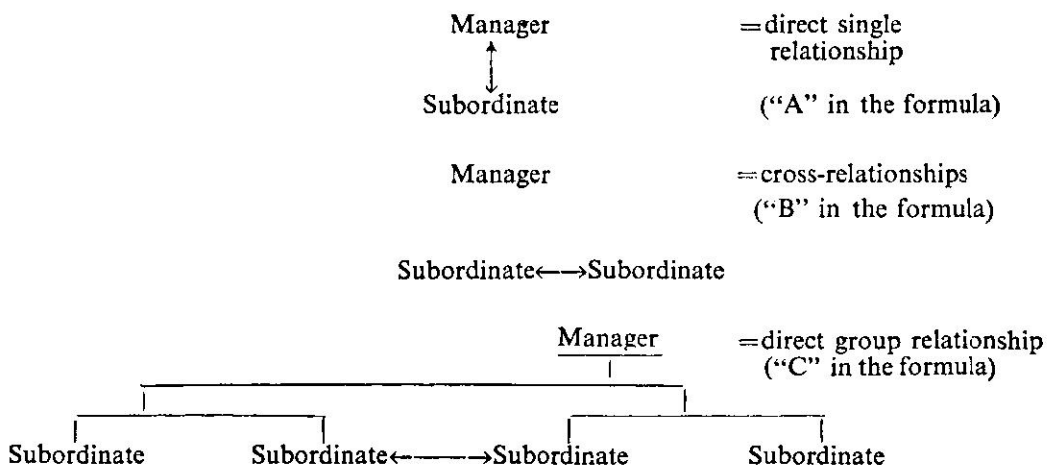 Manager =direct single
relationship
Subordinate (“A” in the formula)
Manager =cross-relationships
(“B” in the formula)
Subordinate←→Subordinate
Manager =direct group relationship
(“C” in the formula)
Subordinate Subordinate←——→Subordinate Subordinate